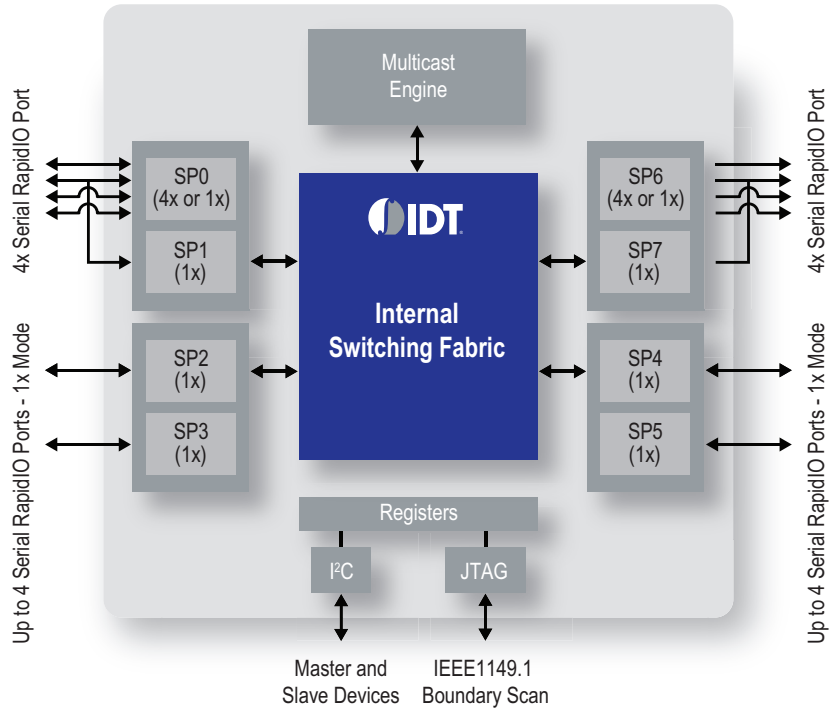 Multicast
Engine
4x Serial RapidIO Port
SP0
(4x or 1x)
SP1
(1x)
SP2
(1x)
SP3
(1x)
Up to 4 Serial RapidIO Ports - 1x Mode
IDT.
Internal
Switching Fabric
SP6
(4x or 1x)
SP7
(1x)
SP4
(1x)
SP5
(1x)
4x Serial RapidIO Port
Up to 4 Serial RapidIO Ports - 1x Mode
Registers
I²C
JTAG
Master and
Slave Devices
IEEE1149.1
Boundary Scan